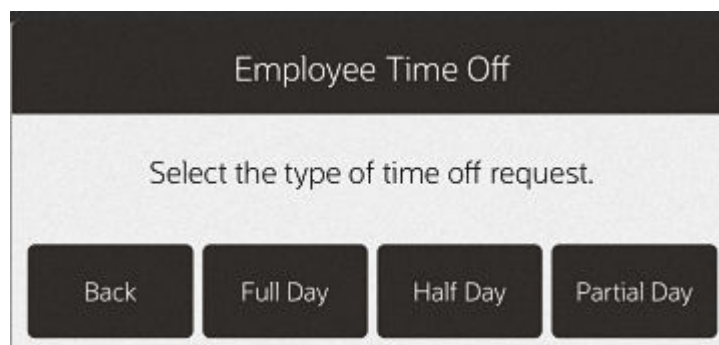 Employee Time Off
Select the type of time off request.
Back Full Day Half Day Partial Day